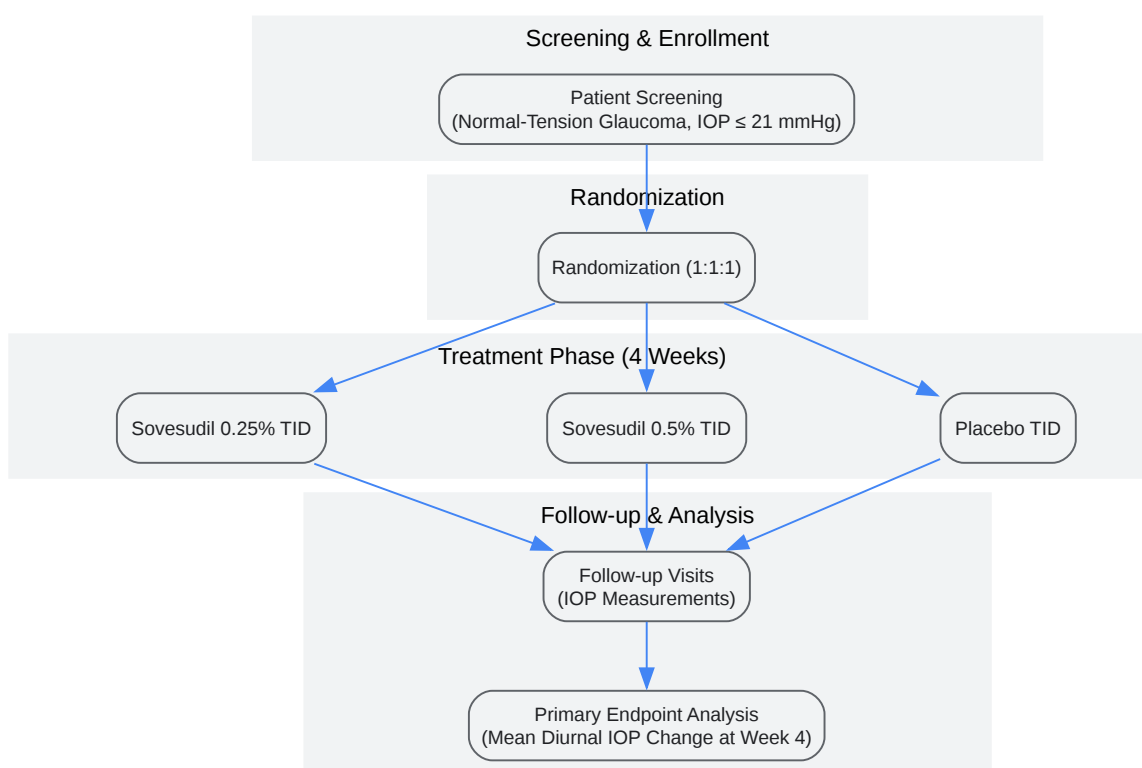 Screening & Enrollment
Patient Screening
(Normal-Tension Glaucoma, IOP ≤ 21 mmHg)
Randomization
Randomization (1:1:1)
Treatment Phase (4 Weeks)
Sovesudil 0.25% TID
Sovesudil 0.5% TID
Placebo TID
Follow-up & Analysis
Follow-up Visits
(IOP Measurements)
Primary Endpoint Analysis
(Mean Diurnal IOP Change at Week 4)